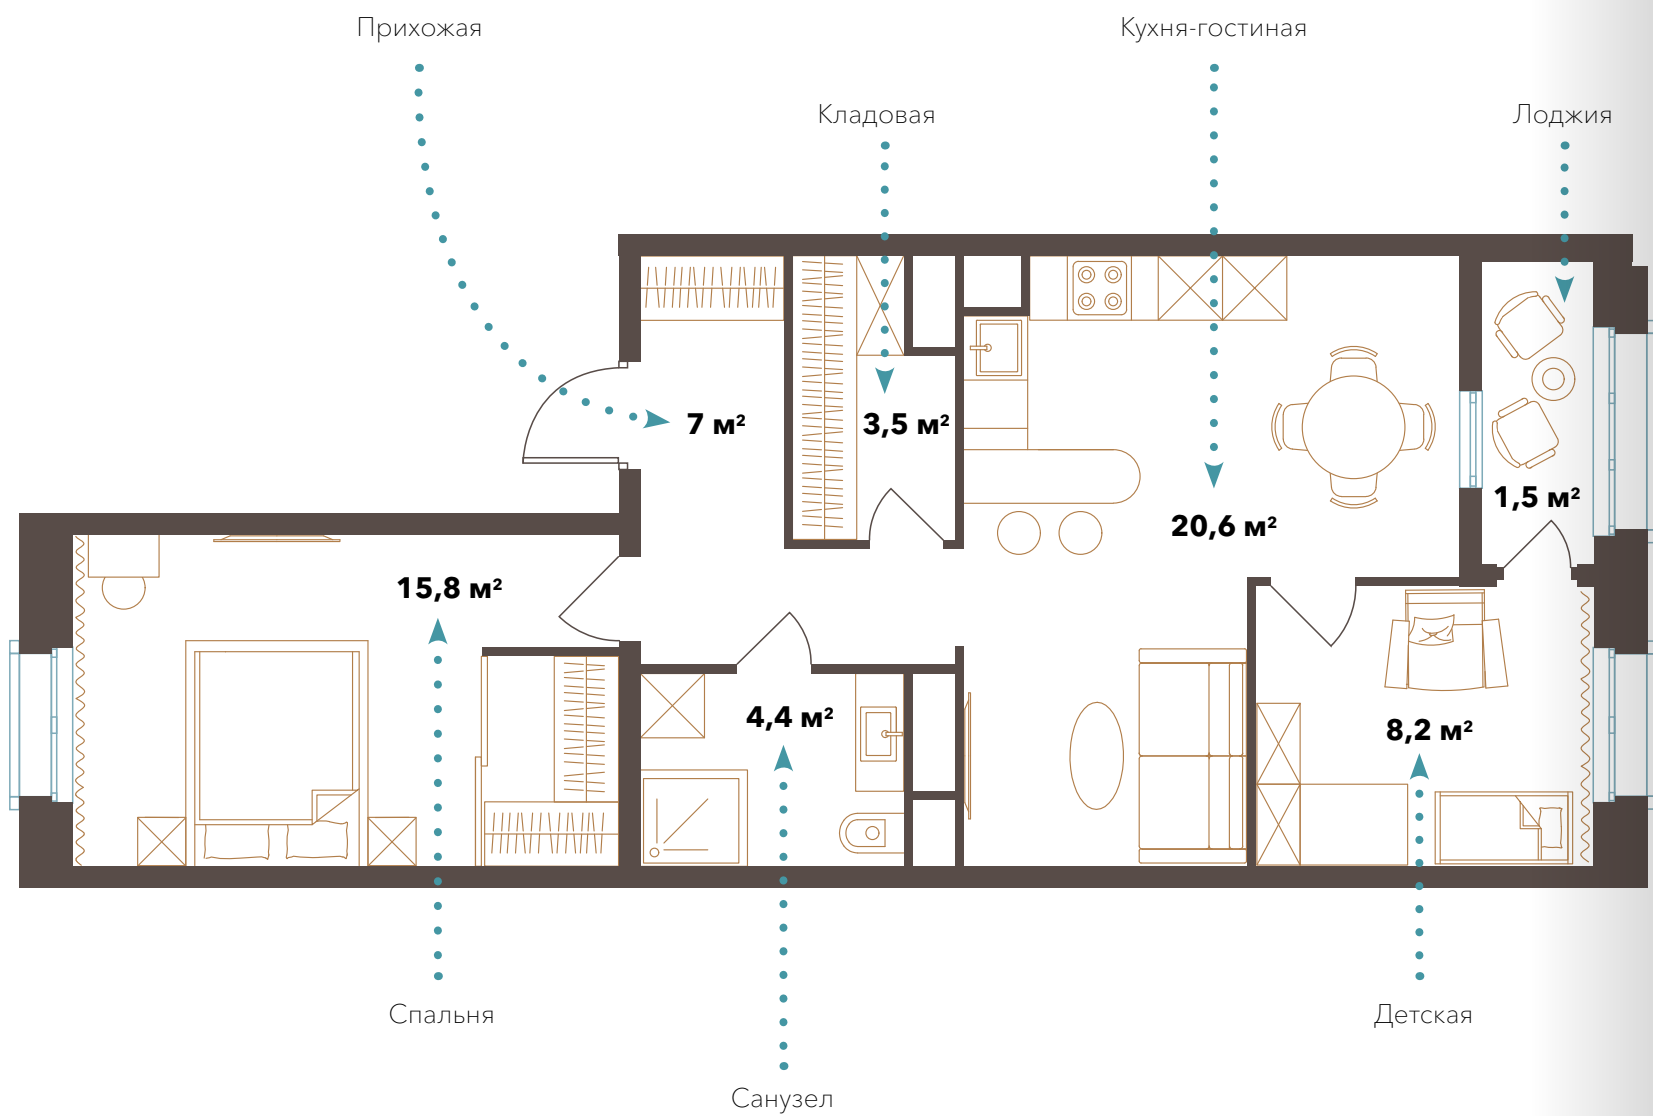 Прихожая
Кухня-гостиная
Кладовая
Лоджия
7 м²
3,5 м²
1,5 м²
20,6 м²
15,8 м²
4,4 м²
8,2 м²
Спальня
Детская
Санузел